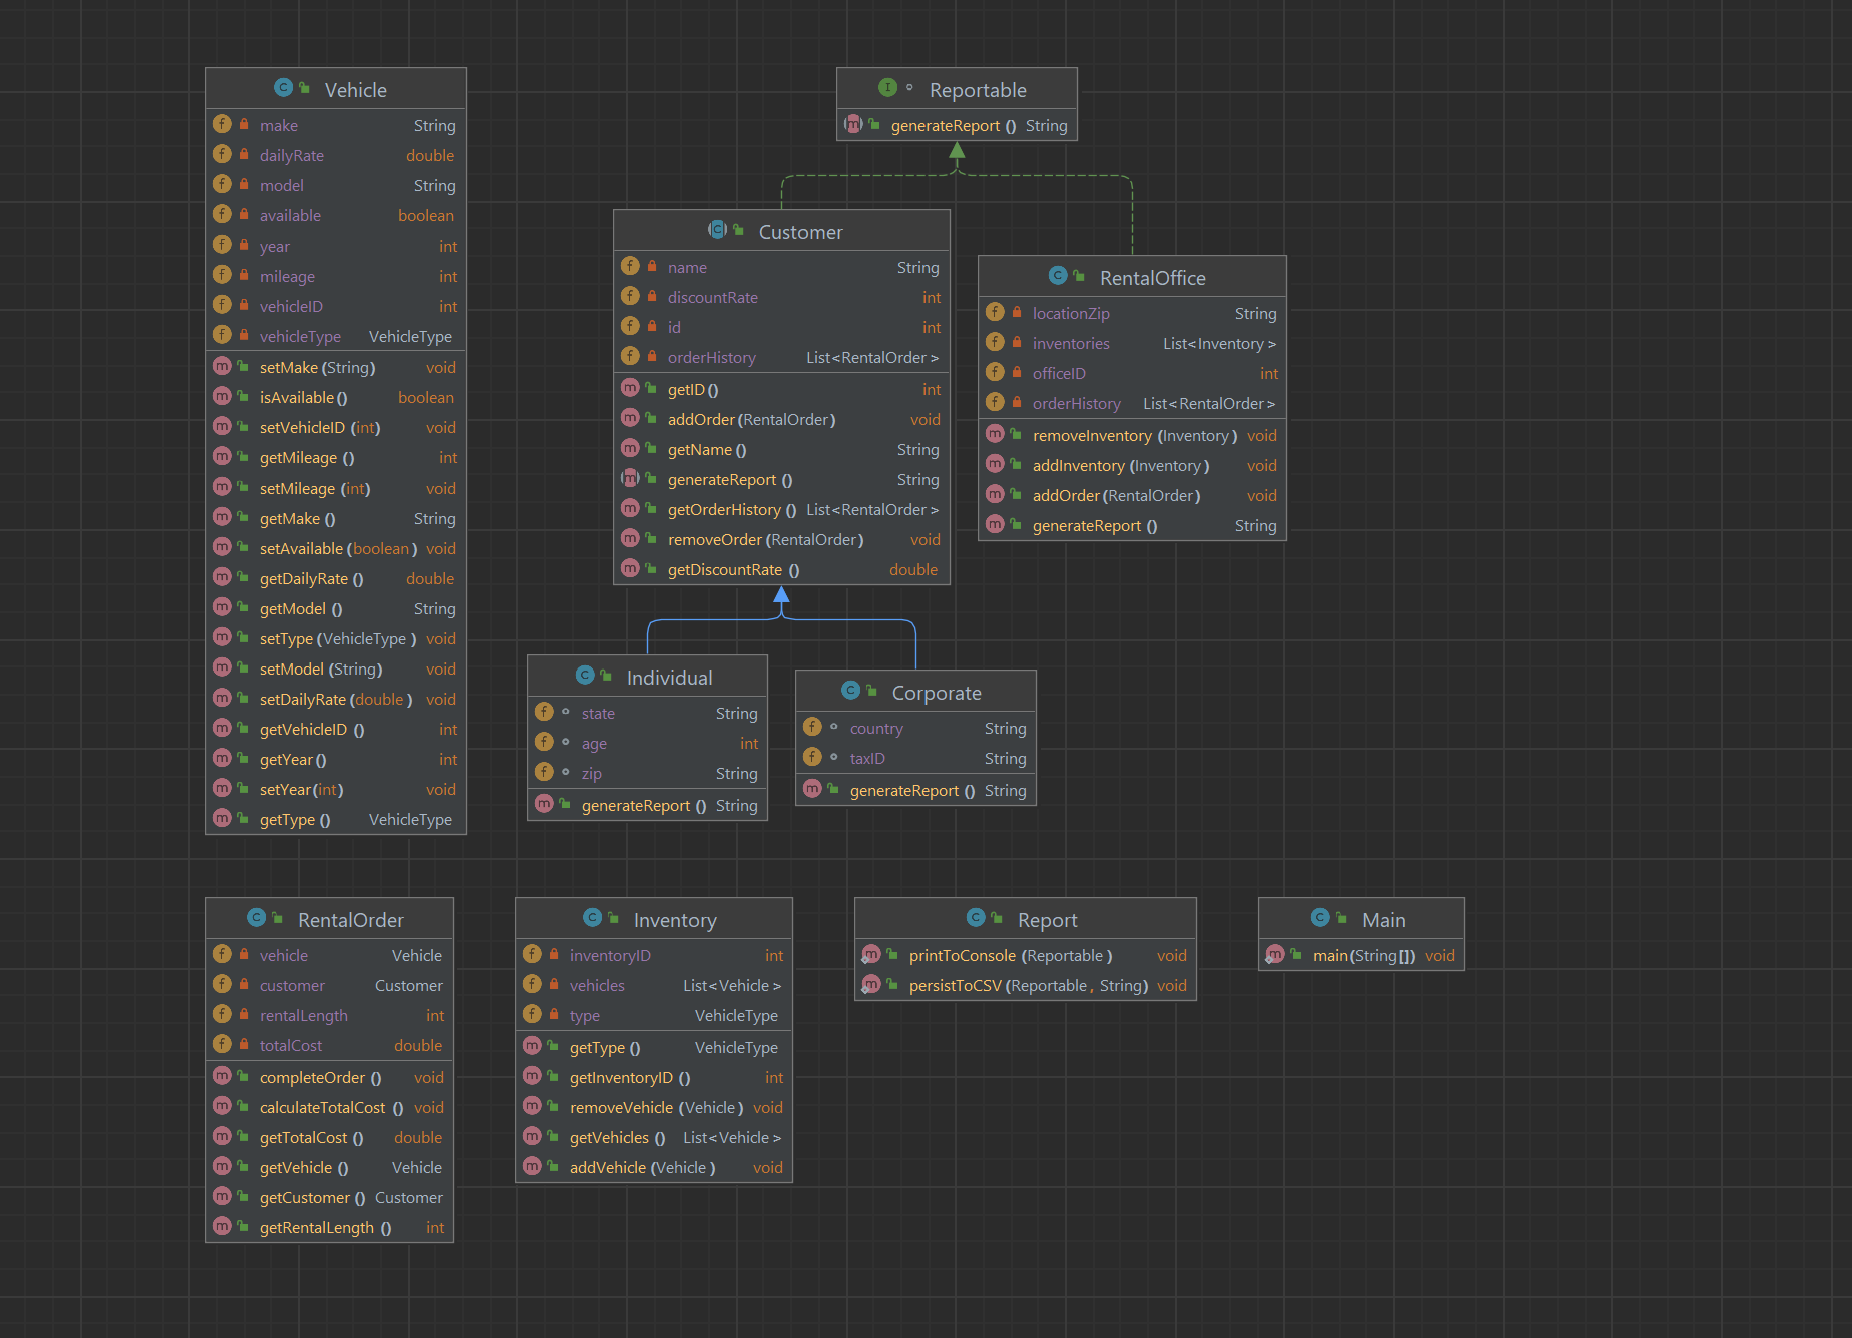 Vehicle
make String
dailyRate double
model String
available boolean
year int
mileage int
vehicleID int
vehicleType VehicleType
setMake(String) void
isAvailable() boolean
setVehicleID(int) void
getMileage() int
setMileage(int) void
getMake() String
setAvailable(boolean) void
getDailyRate() double
getModel() String
setType(VehicleType) void
setModel(String) void
setDailyRate(double) void
getVehicleID() int
getYear() int
setYear(int) void
getType() VehicleType
Reportable
generateReport() String
Customer
name String
discountRate int
id int
orderHistory List<RentalOrder>
getID() int
addOrder(RentalOrder) void
getName() String
generateReport() String
getOrderHistory() List<RentalOrder>
removeOrder(RentalOrder) void
getDiscountRate() double
RentalOffice
locationZip String
inventories List<Inventory>
officeID int
orderHistory List<RentalOrder>
removeInventory(Inventory) void
addInventory(Inventory) void
addOrder(RentalOrder) void
generateReport() String
Individual
state String
age int
zip String
generateReport() String
Corporate
country String
taxID String
generateReport() String
RentalOrder
vehicle Vehicle
customer Customer
rentalLength int
totalCost double
completeOrder() void
calculateTotalCost() void
getTotalCost() double
getVehicle() Vehicle
getCustomer() Customer
getRentalLength() int
Inventory
inventoryID int
vehicles List<Vehicle>
type VehicleType
getType() VehicleType
getInventoryID() int
removeVehicle(Vehicle) void
getVehicles() List<Vehicle>
addVehicle(Vehicle) void
Report
printToConsole(Reportable) void
persistToCSV(Reportable, String) void
Main
main(String[]) void